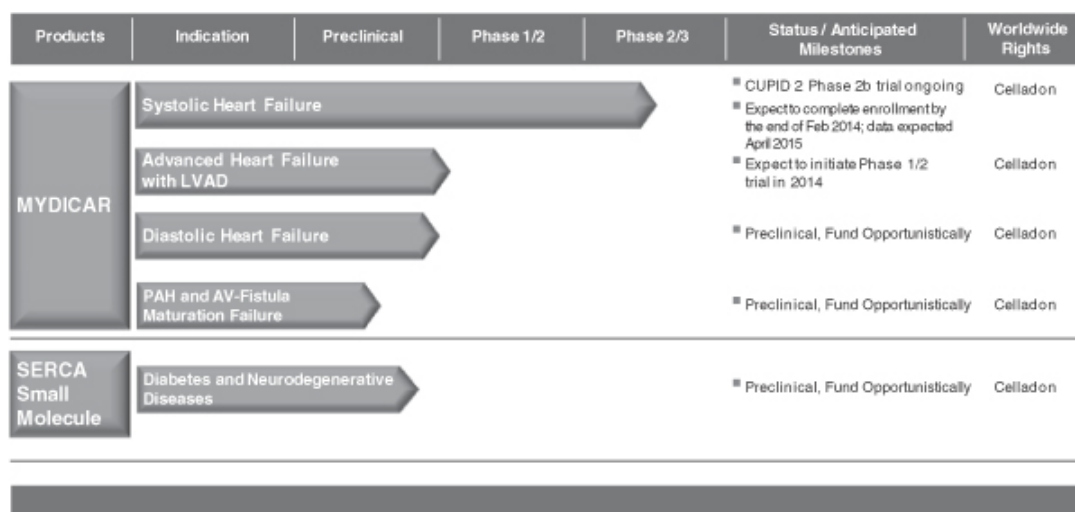 Products Indication Preclinical Phase 1/2 Phase 2/3 Status / Anticipated Milestones Worldwide Rights
MYDICAR
Systolic Heart Failure
■ CUPID 2 Phase 2b trial ongoing
■ Expect to complete enrollment by
the end of Feb 2014; data expected
April 2015
Celladon
Advanced Heart Failure
with LVAD
■ Expect to initiate Phase 1/2
trial in 2014
Celladon
Diastolic Heart Failure
■ Preclinical, Fund Opportunistically
Celladon
PAH and AV-Fistula
Maturation Failure
■ Preclinical, Fund Opportunistically
Celladon
SERCA
Small
Molecule
Diabetes and Neurodegenerative
Diseases
■ Preclinical, Fund Opportunistically
Celladon